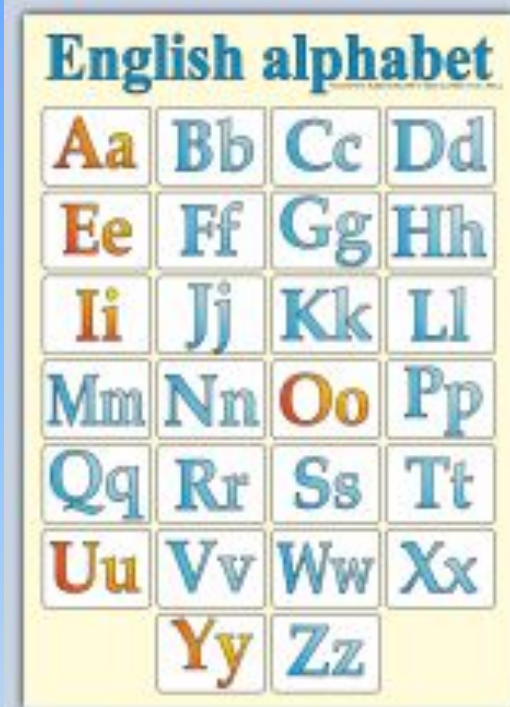 English alphabet
Aa Bb Cc Dd
Ee Ff Gg Hh
Ii Jj Kk Ll
Mm Nn Oo Pp
Qq Rr Ss Tt
Uu Vv Ww Xx
Yy Zz